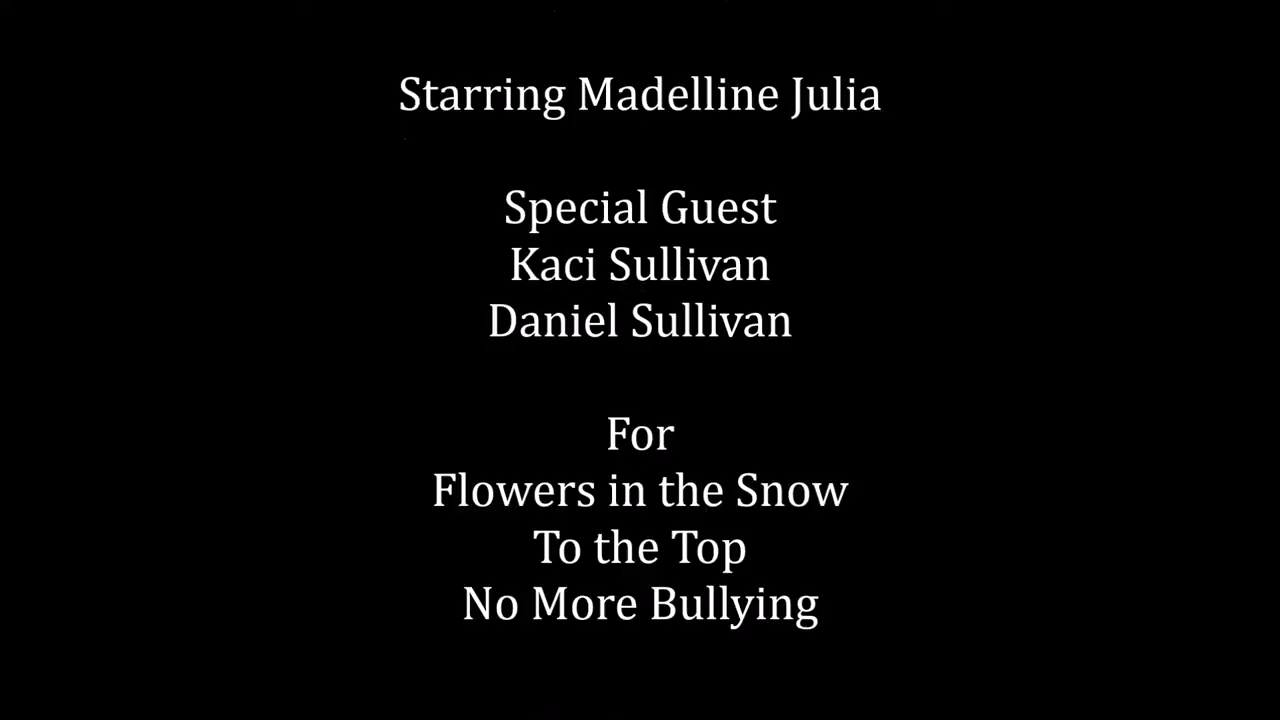 Starring Madelline Julia
Special Guest
Kaci Sullivan
Daniel Sullivan
For
Flowers in the Snow
To the Top
No More Bullying